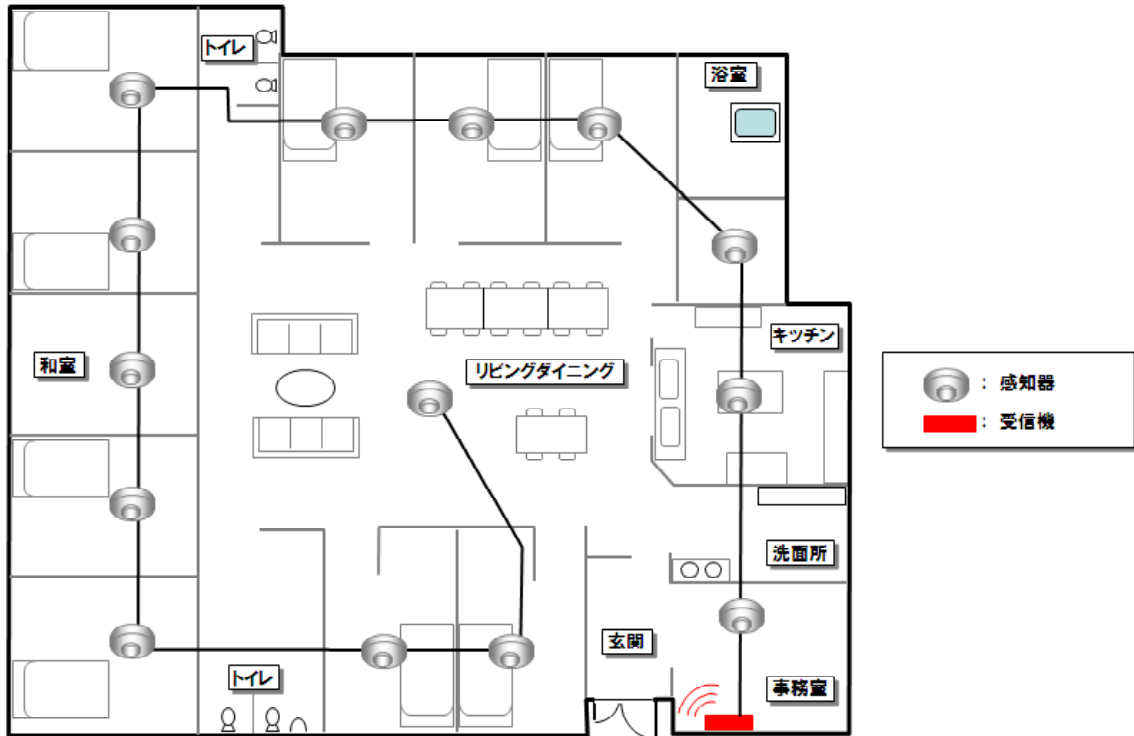 トイレ
浴室
和室
リビングダイニング
キッチン
：感知器
：受信機
洗面所
玄関
トイレ
事務室